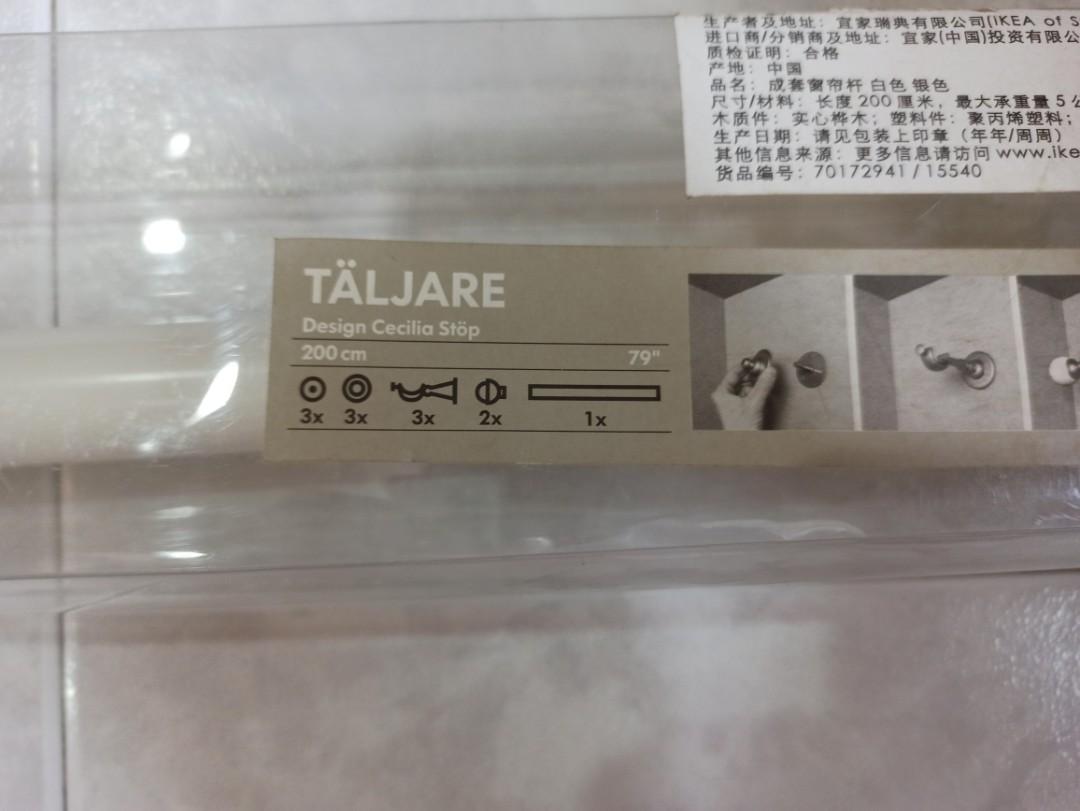 生产者及地址：宜家瑞典有限公司(IKEA of S
进口商/分销商及地址：宜家(中国)投资有限公
质检证明：合格
产地：中国
品名：成套窗帘杆 白色 银色
尺寸/材料：长度 200 厘米，最大承重量 5 公
木质件：实心桦木；塑料件：聚丙烯塑料；
生产日期：请见包装上印章（年年/周周）
其他信息来源：更多信息请访问 www.ike
货品编号：70172941 / 15540
TÄLJARE
Design Cecilia Stöp
200 cm 79"
3x 3x 3x 2x 1x